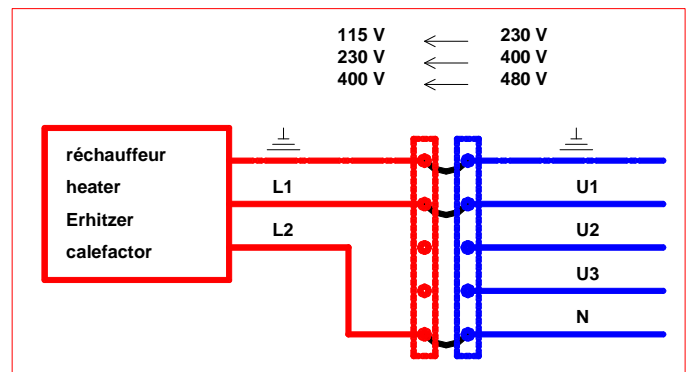 115 V 230 V
230 V 400 V
400 V 480 V
réchauffeur
heater
Erhitzer
calefactor
L1
L2
U1
U2
U3
N